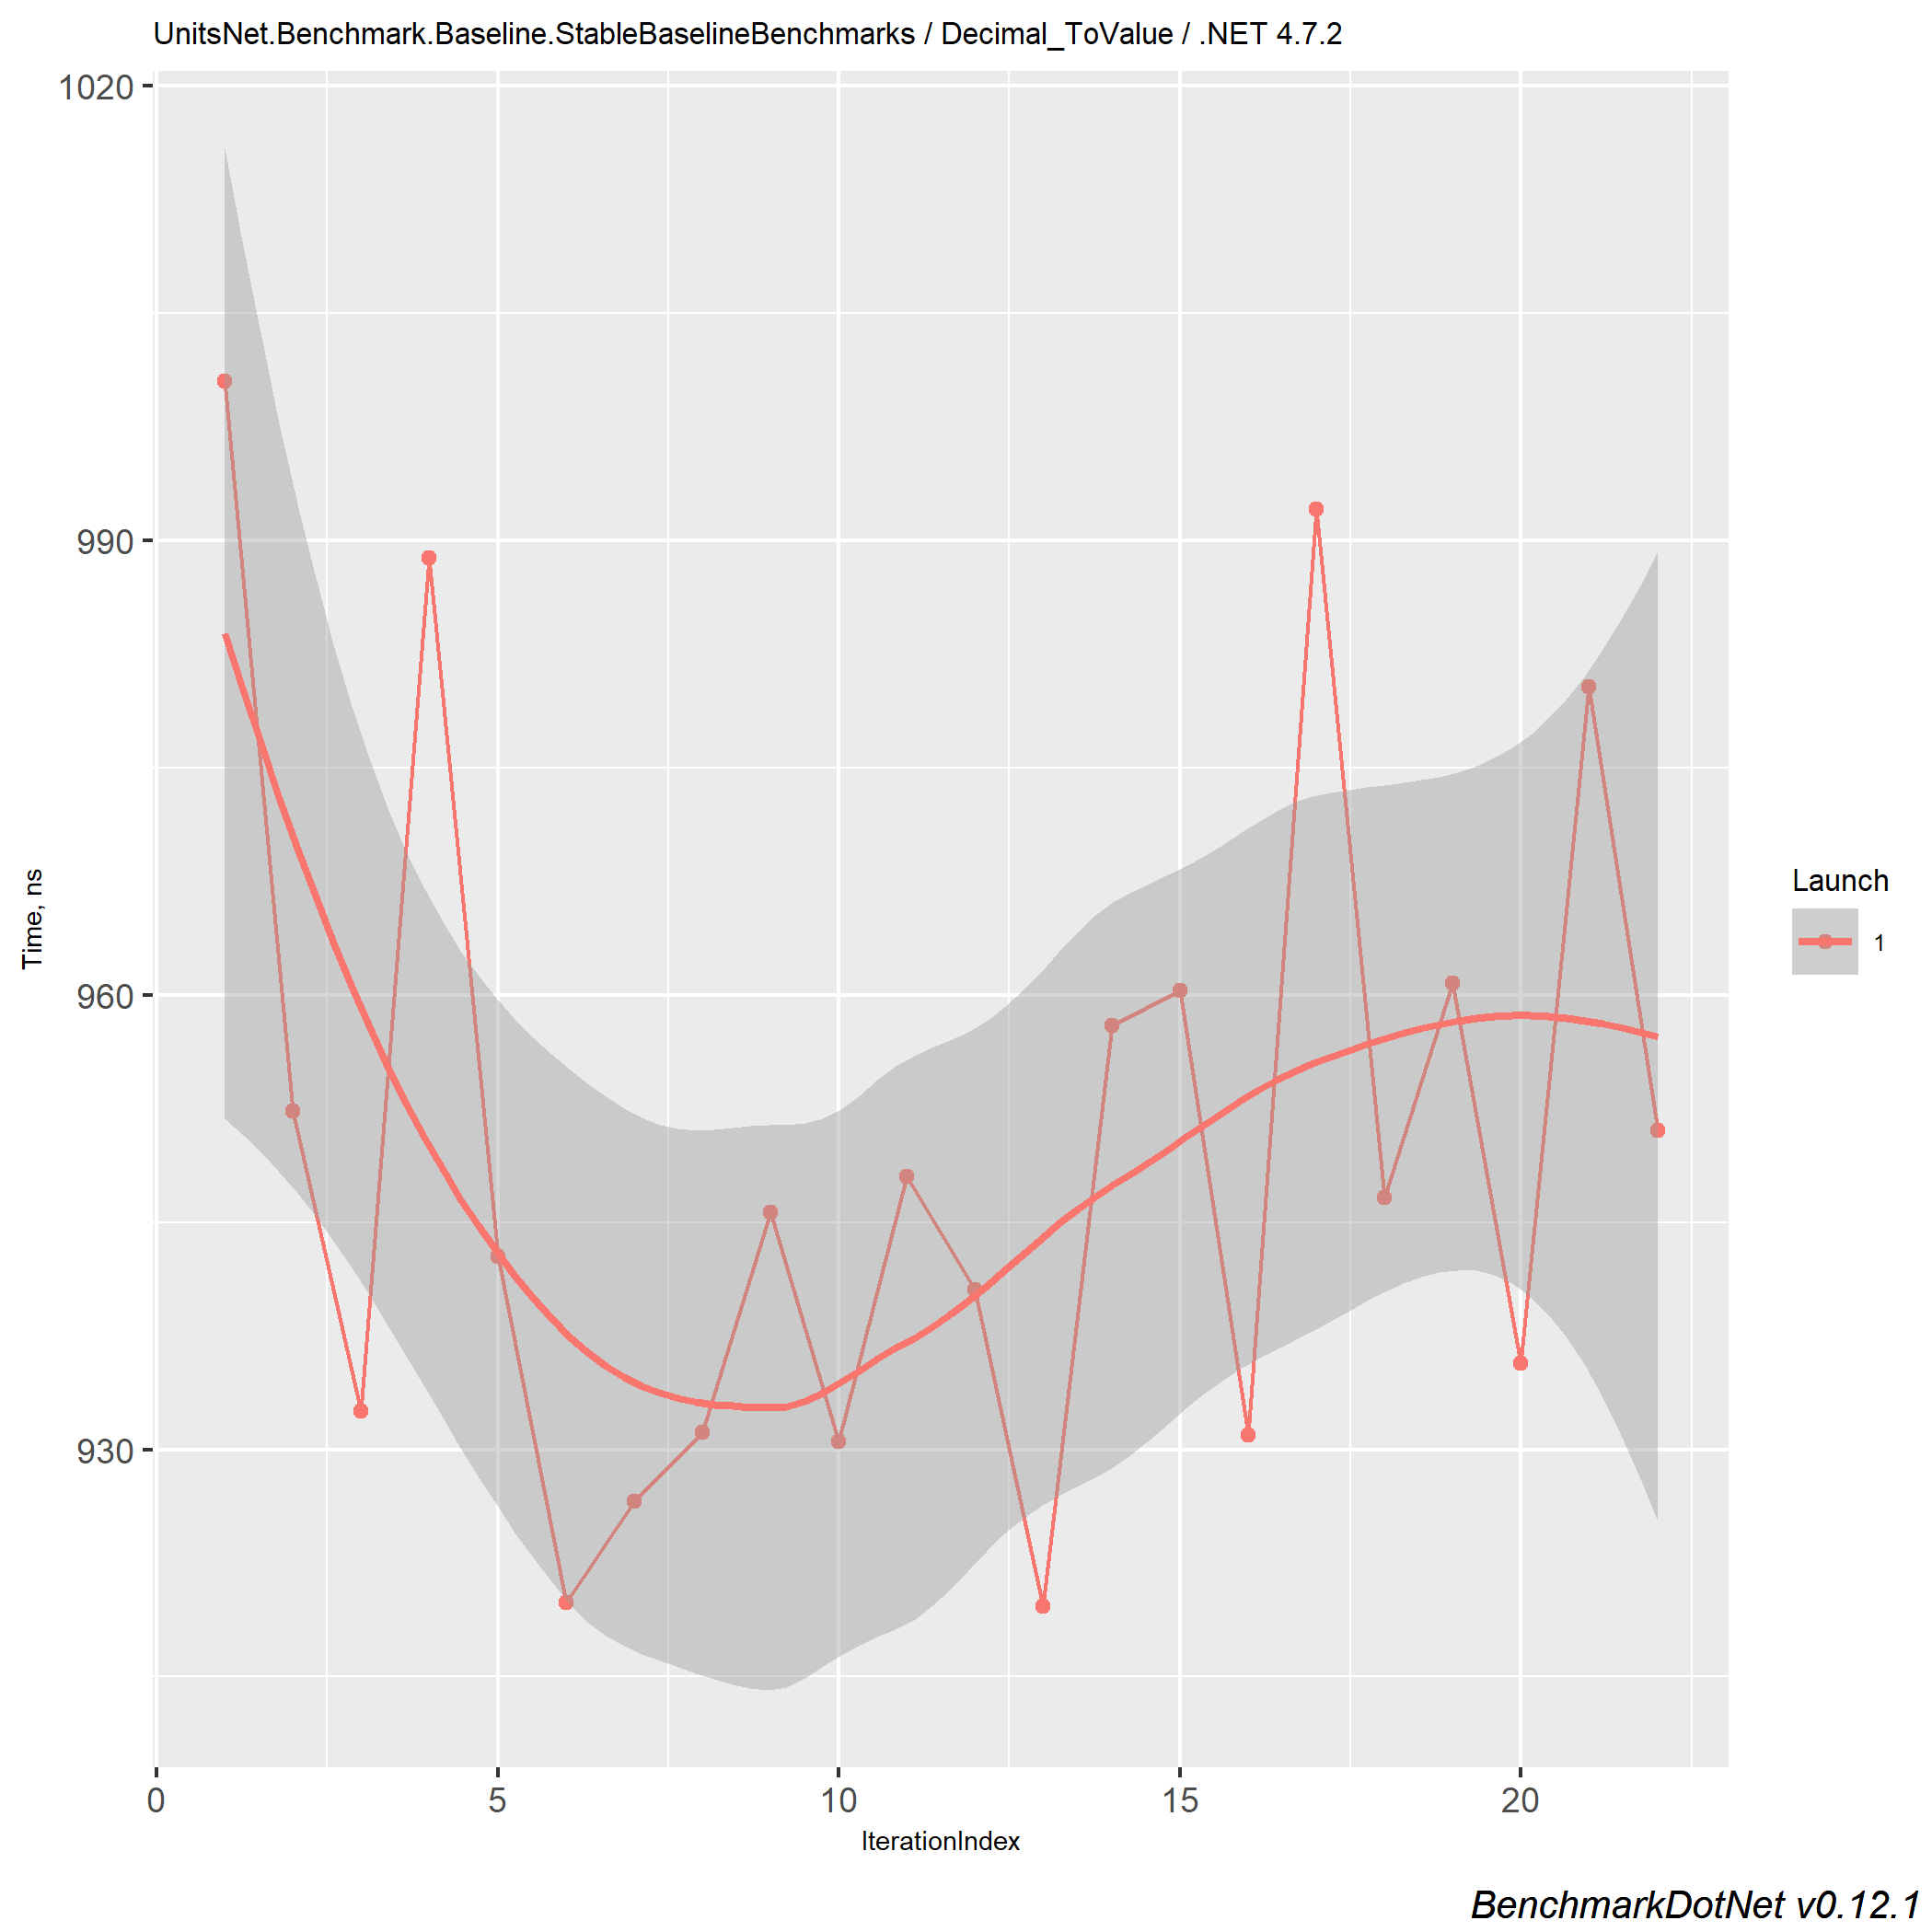 UnitsNet.Benchmark.Baseline.StableBaselineBenchmarks / Decimal_ToValue / .NET 4.7.2
1020
990
960
930
Time, ns
0 5 10 15 20
IterationIndex
Launch
1
BenchmarkDotNet v0.12.1